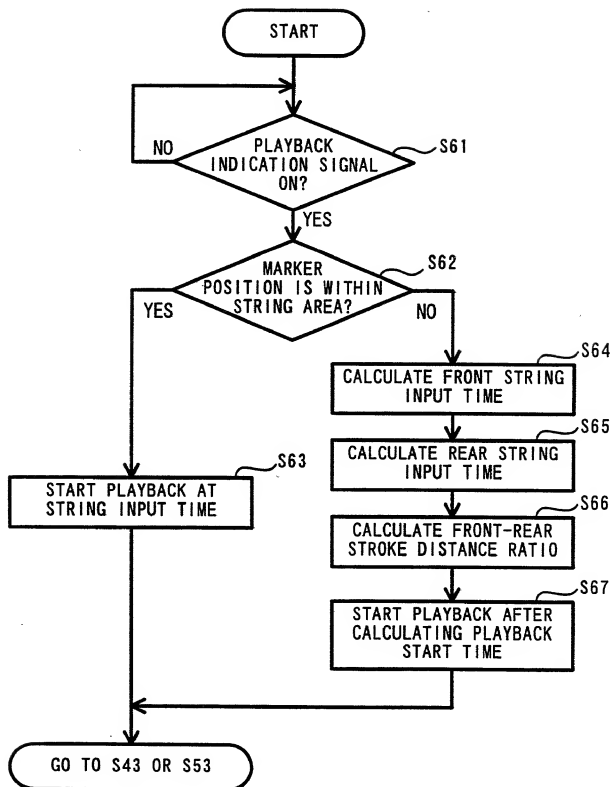 START
PLAYBACK
INDICATION SIGNAL
ON?
S61
NO
YES
MARKER
POSITION IS WITHIN
STRING AREA?
S62
YES
NO
CALCULATE FRONT STRING
INPUT TIME
S64
CALCULATE REAR STRING
INPUT TIME
S65
START PLAYBACK AT
STRING INPUT TIME
S63
CALCULATE FRONT-REAR
STROKE DISTANCE RATIO
S66
START PLAYBACK AFTER
CALCULATING PLAYBACK
START TIME
S67
GO TO S43 OR S53